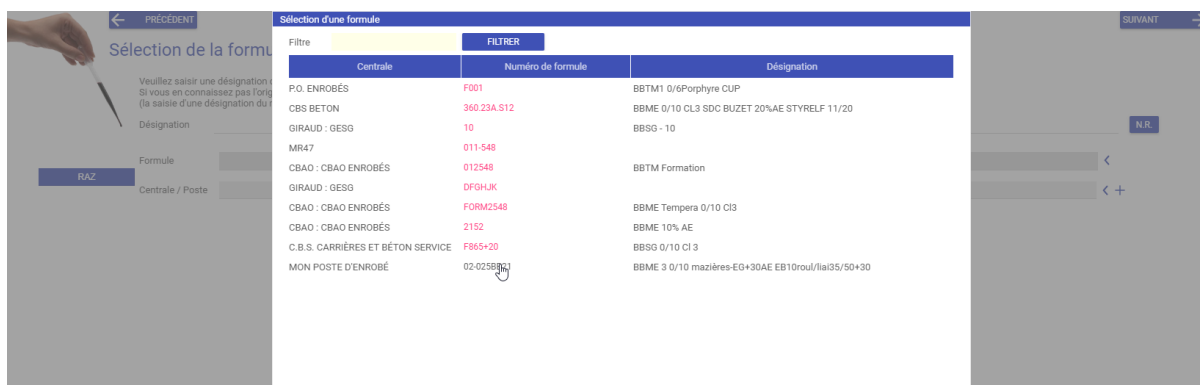 PRÉCÉDENT
Sélection d'une formule
SUIVANT
Filtre
FILTRER
Sélection de la formu
Centrale Numéro de formule Désignation
Veuillez saisir une désignation
Si vous en connaissez pas l'orig
(la saisie d'une désignation du
P.O. ENROBÉS F001 BBTM1 0/6Porphyre CUP
CBS BETON 360.23A.S12 BBME 0/10 CL3 SDC BUZET 20%AE STYRELF 11/20
Désignation
N.R.
GIRAUD : GESG 10 BBSG - 10
MR47 011-548
Formule
CBAO : CBAO ENROBÉS 012548 BBTM Formation
RAZ
GIRAUD : GESG DFGHJK
Centrale / Poste
CBAO : CBAO ENROBÉS FORM2548 BBME Tempera 0/10 Cl3
CBAO : CBAO ENROBÉS 2152 BBME 10% AE
C.B.S. CARRIÈRES ET BÉTON SERVICE F865+20 BBSG 0/10 Cl 3
MON POSTE D'ENROBÉ BBME 3 0/10 mazières-EG+30AE EB10roul/liai35/50+30